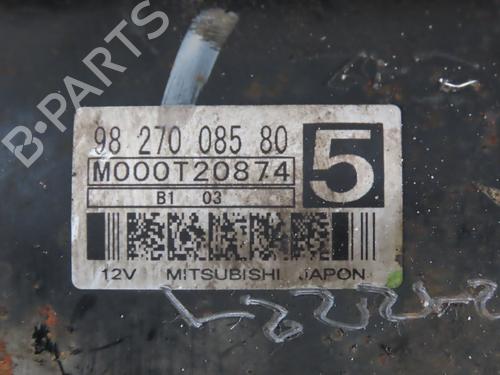 B-PARTS
98 270 085 80
M000T20874
5
B1 03
12V MITSUBISHI JAPON